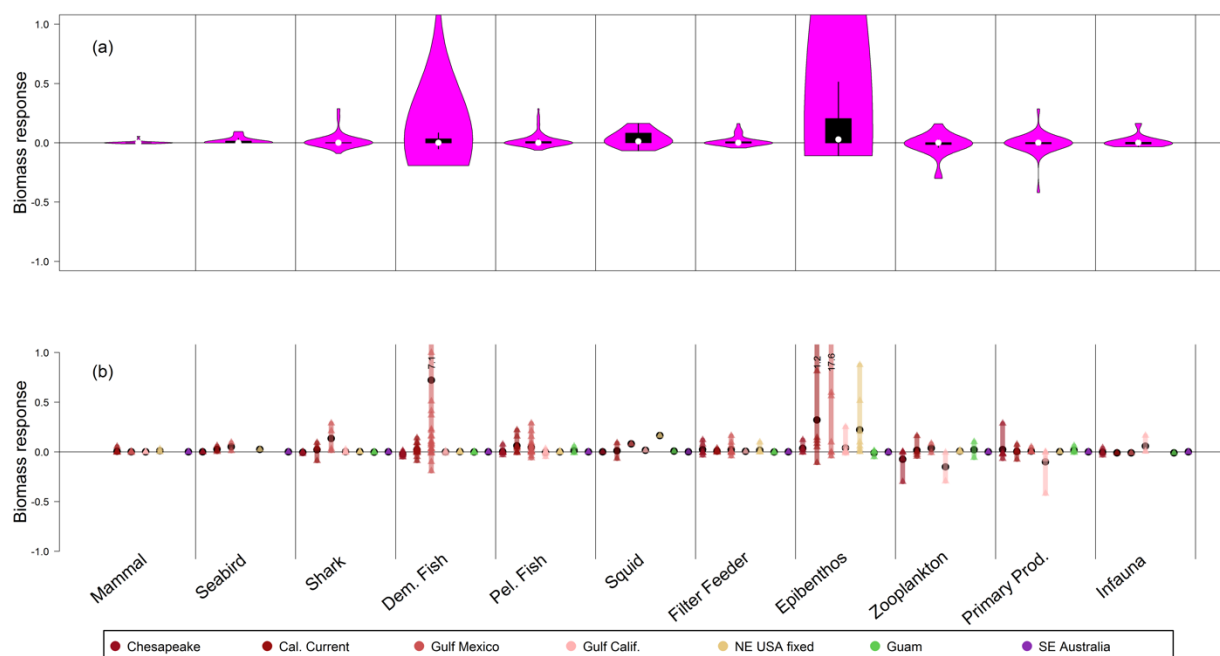 1.0
(a)
0.5
0.0
-0.5
-1.0
Biomass response
1.0
(b)
7.1
1.2
17.6
0.5
0.0
-0.5
-1.0
Biomass response
Mammal
Seabird
Shark
Dem. Fish
Pel. Fish
Squid
Filter Feeder
Epibenthos
Zooplankton
Primary Prod.
Infauna
Chesapeake Cal. Current Gulf Mexico Gulf Calif. NE USA fixed Guam SE Australia